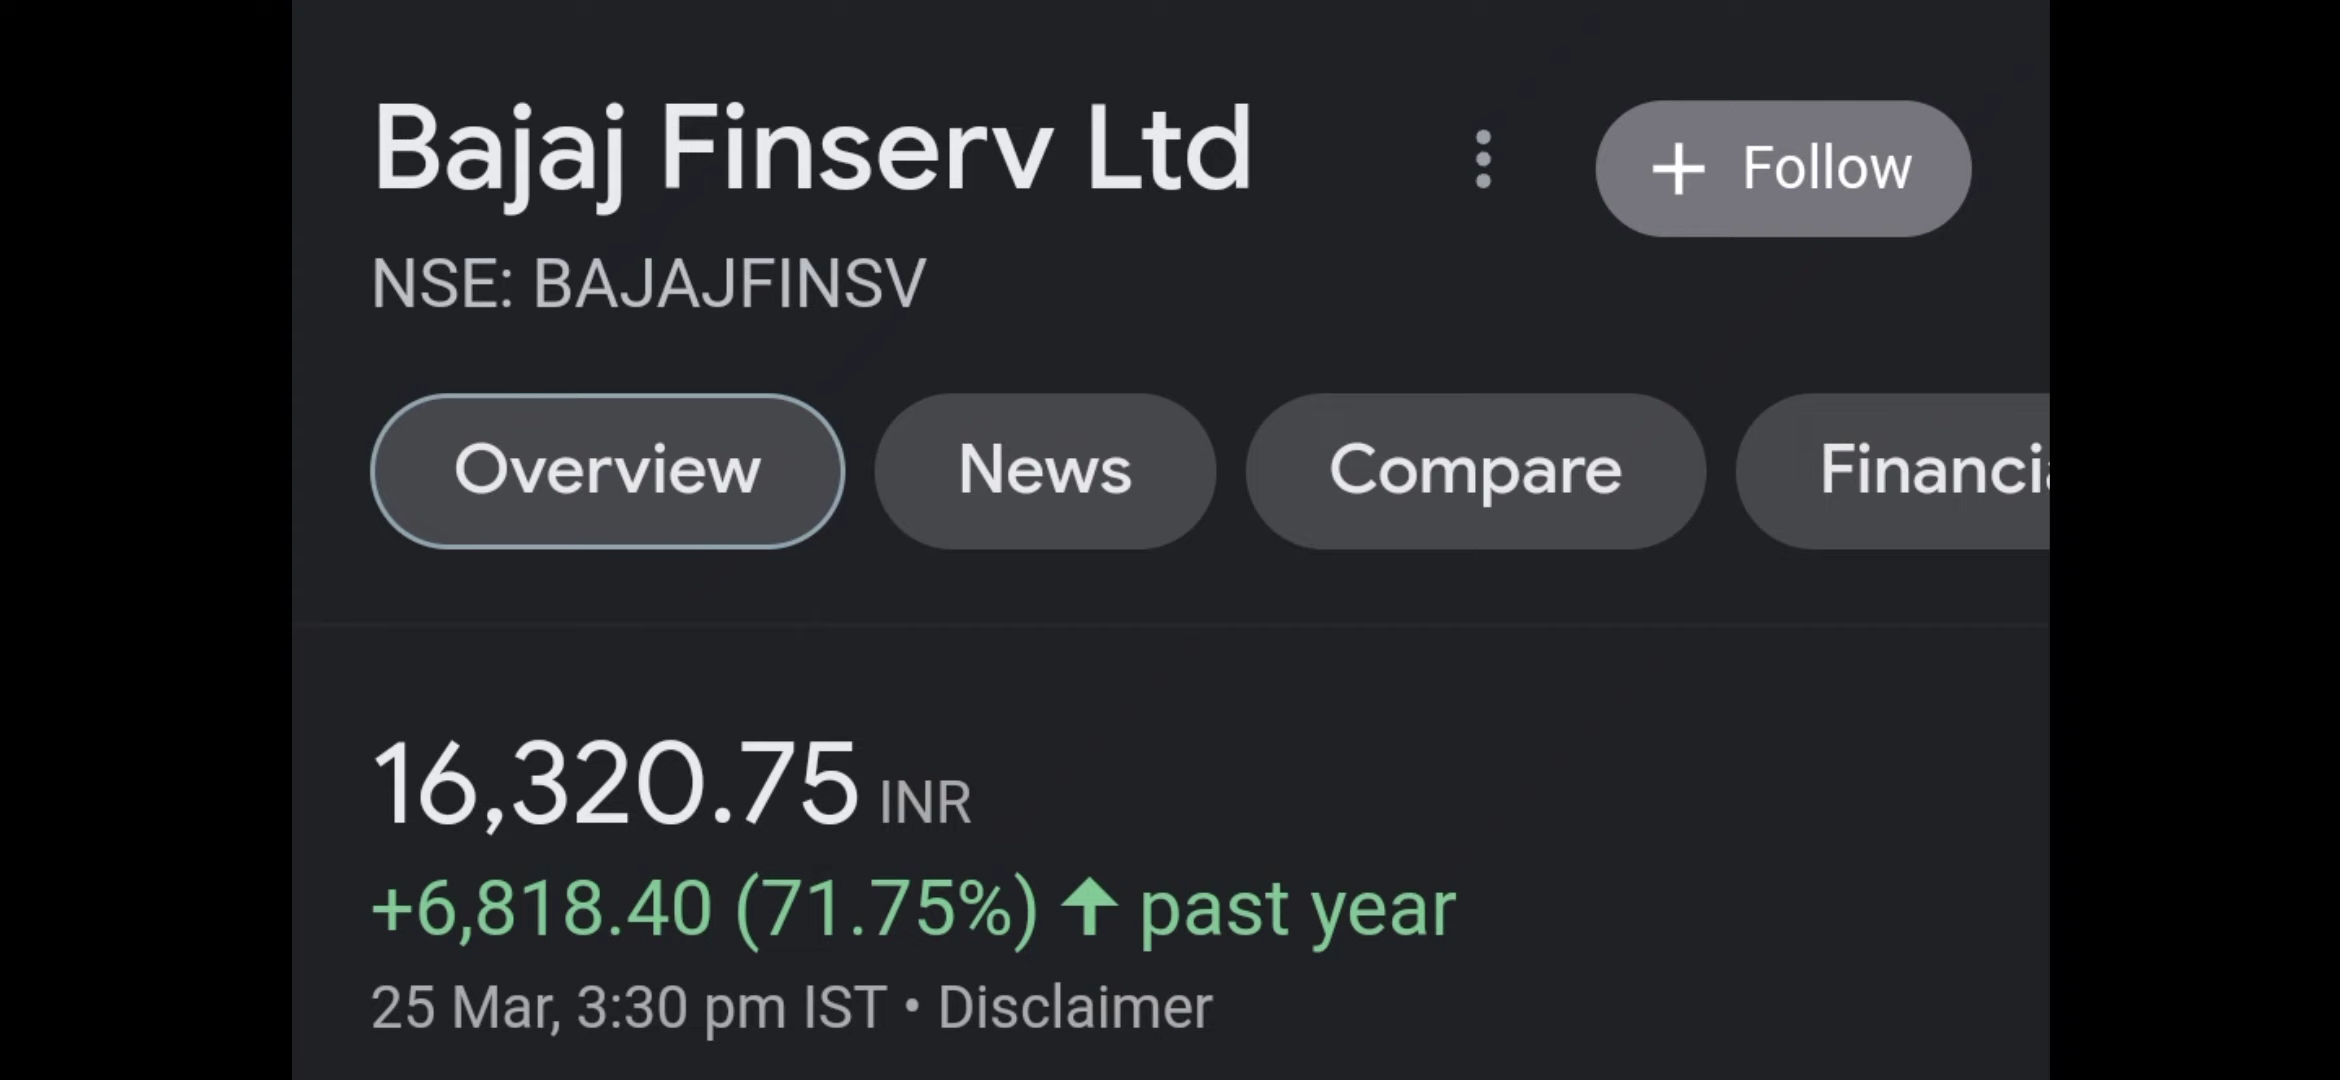 Bajaj Finserv Ltd
+ Follow
NSE: BAJAJFINSV
Overview News Compare
16,320.75 INR
+6,818.40 (71.75%) ↑ past year
25 Mar, 3:30 pm IST • Disclaimer